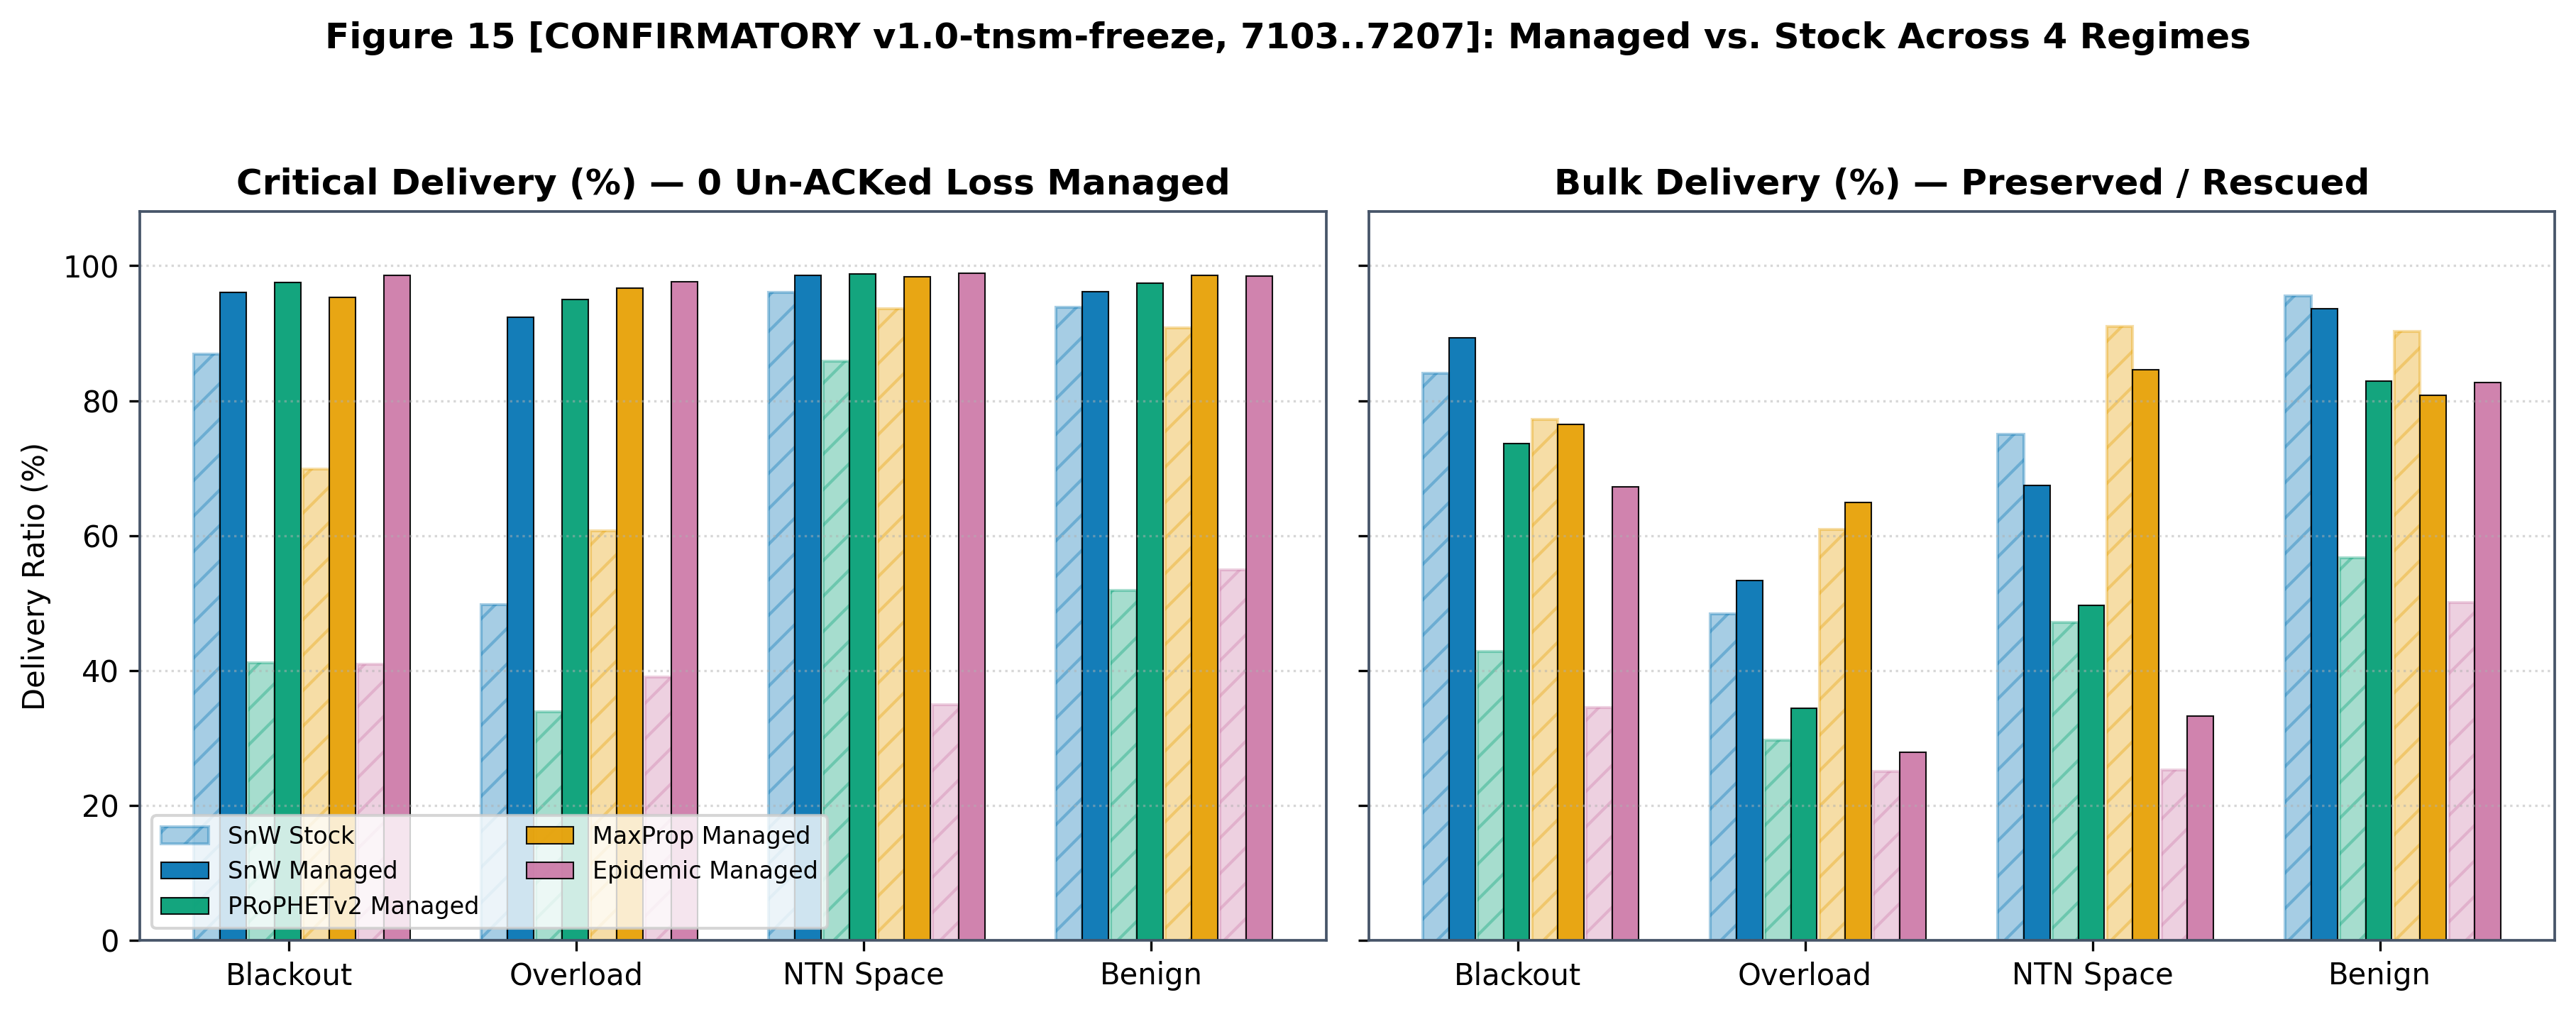 Figure 15 [CONFIRMATORY v1.0-tnsm-freeze, 7103..7207]: Managed vs. Stock Across 4 Regimes
Critical Delivery (%) — 0 Un-ACKed Loss Managed
Delivery Ratio (%)
100
80
60
40
20
0
SnW Stock
SnW Managed
PRoPHETv2 Managed
MaxProp Managed
Epidemic Managed
Blackout
Overload
NTN Space
Benign
Bulk Delivery (%) — Preserved / Rescued
Blackout
Overload
NTN Space
Benign